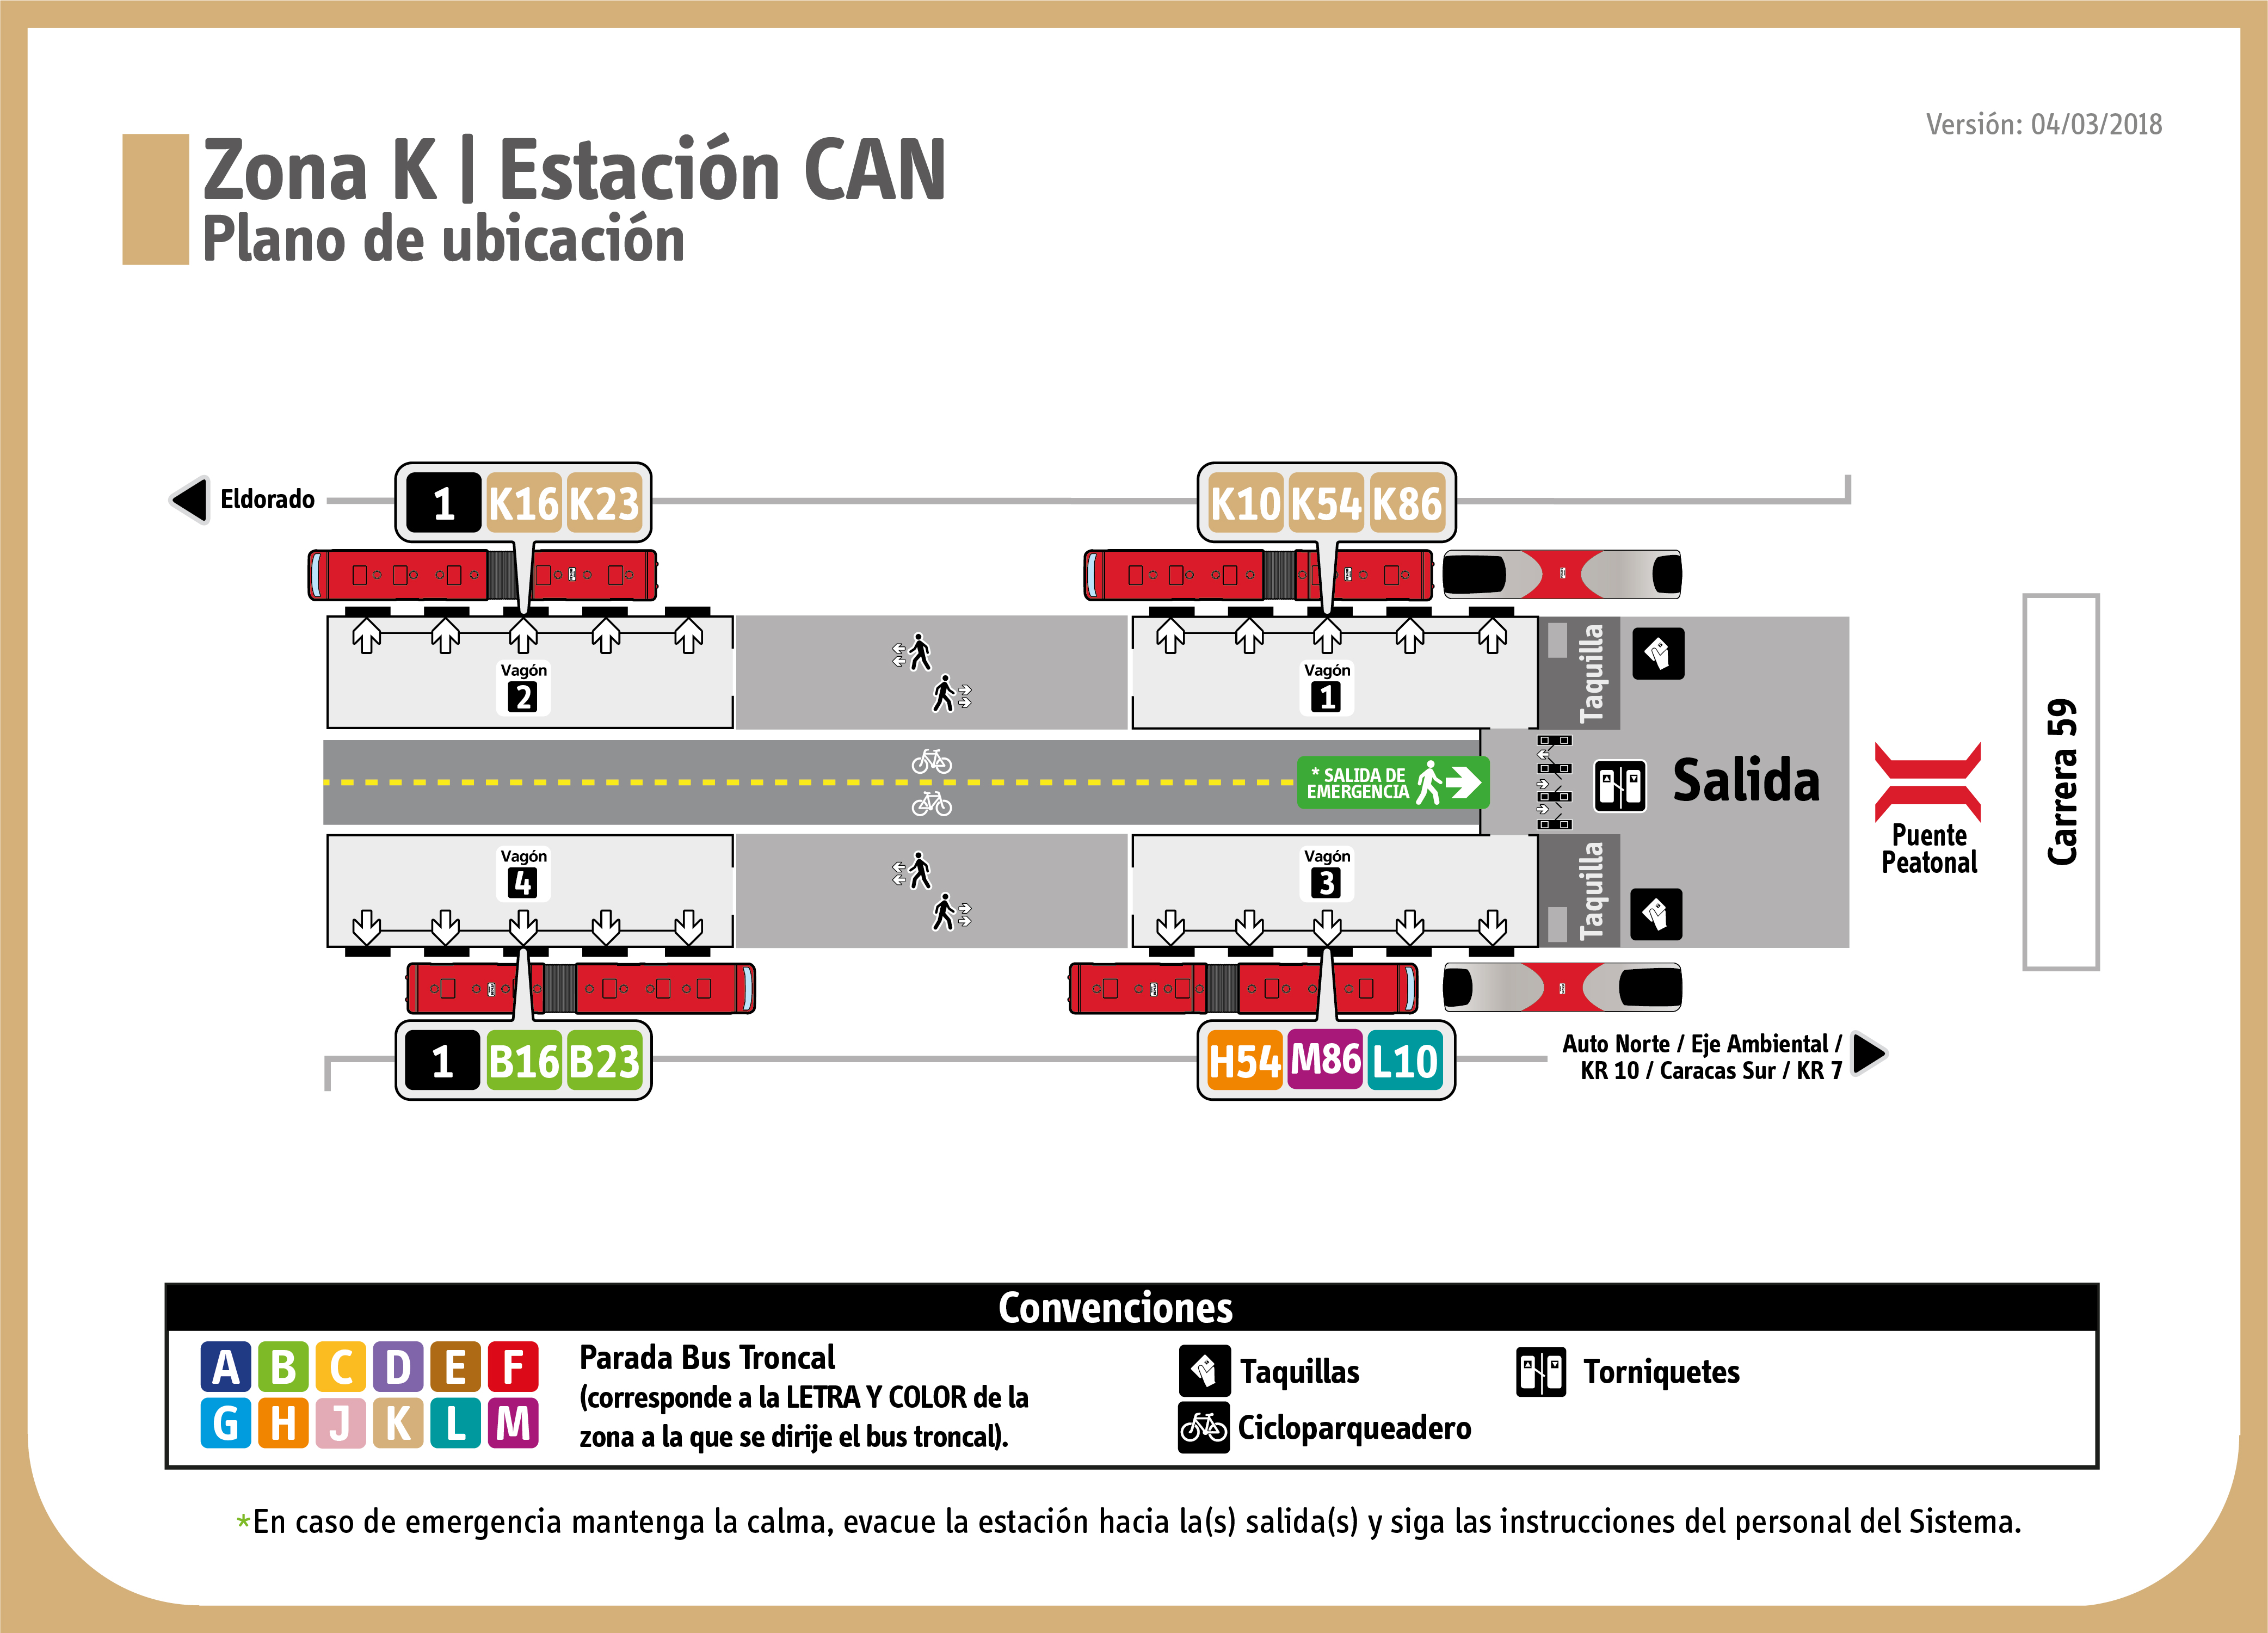 Versión: 04/03/2018
Zona K | Estación CAN
Plano de ubicación
Eldorado
1 K16 K23
K10 K54 K86
Vagón
2
Vagón
1
Taquilla
* SALIDA DE
EMERGENCIA
Salida
Puente
Peatonal
Carrera 59
Vagón
4
Vagón
3
Taquilla
1 B16 B23
H54 M86 L10
Auto Norte / Eje Ambiental /
KR 10 / Caracas Sur / KR 7
Convenciones
A B C D E F
G H J K L M
Parada Bus Troncal
(corresponde a la LETRA Y COLOR de la
zona a la que se dirije el bus troncal).
Taquillas
Cicloparqueadero
Torniquetes
*En caso de emergencia mantenga la calma, evacue la estación hacia la(s) salida(s) y siga las instrucciones del personal del Sistema.